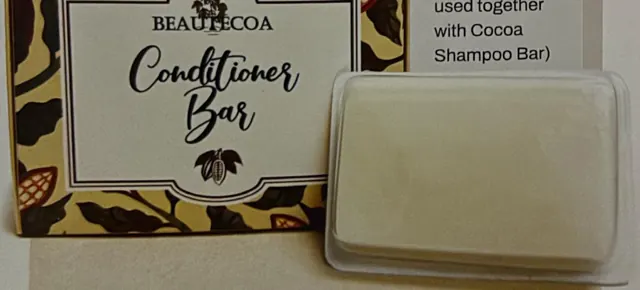 BEAUTECOA
Conditioner
Bar
used together
with Cocoa
Shampoo Bar)